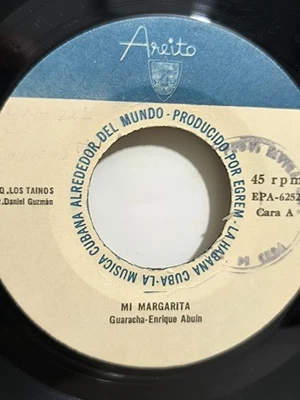 Areito
LA MUSICA CUBANA ALREDEDOR DEL MUNDO · PRODUCIDO POR EGREM · LA HABANA CUBA ·
Q. LOS TAINOS
.Daniel Guzmán
45 rpm
EPA-6252
Cara A
MI MARGARITA
Guaracha-Enrique Abuin